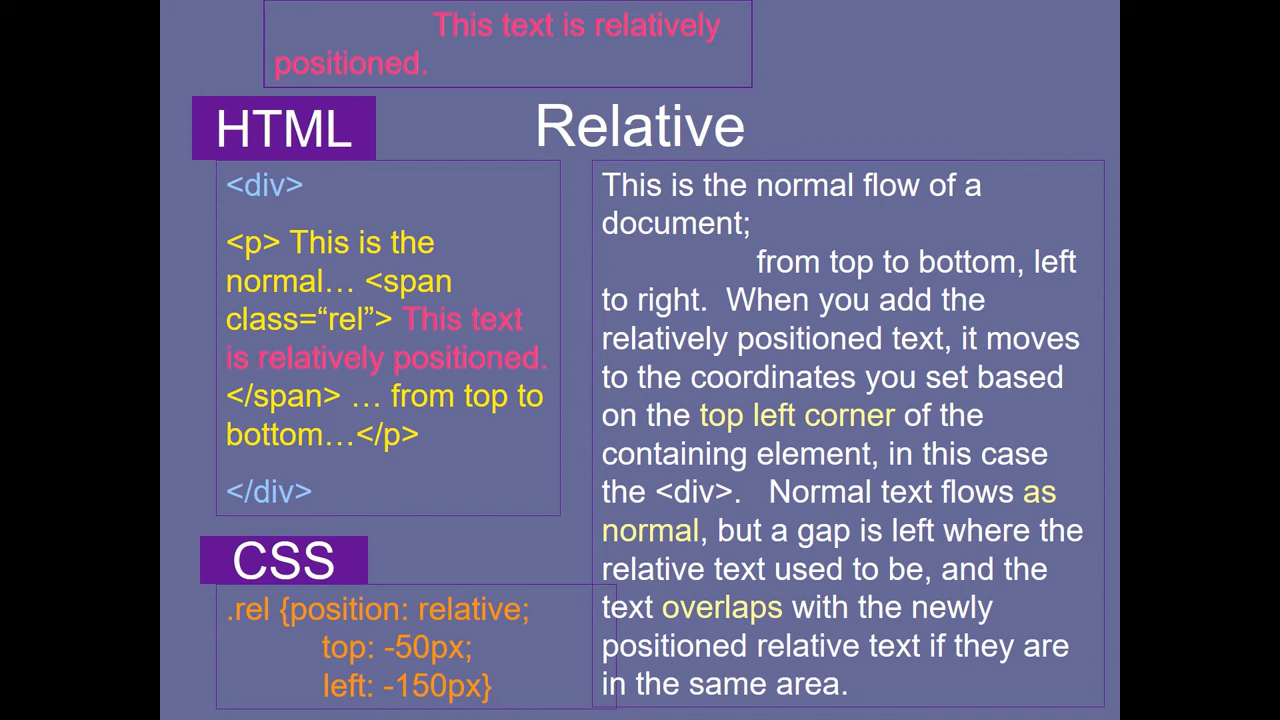 This text is relatively
positioned.
HTML
Relative
<div>
<p> This is the
normal… <span
class=“rel”> This text
is relatively positioned.
</span> … from top to
bottom…</p>
</div>
CSS
.rel {position: relative;
top: -50px;
left: -150px}
This is the normal flow of a
document;
from top to bottom, left
to right. When you add the
relatively positioned text, it moves
to the coordinates you set based
on the top left corner of the
containing element, in this case
the <div>. Normal text flows as
normal, but a gap is left where the
relative text used to be, and the
text overlaps with the newly
positioned relative text if they are
in the same area.